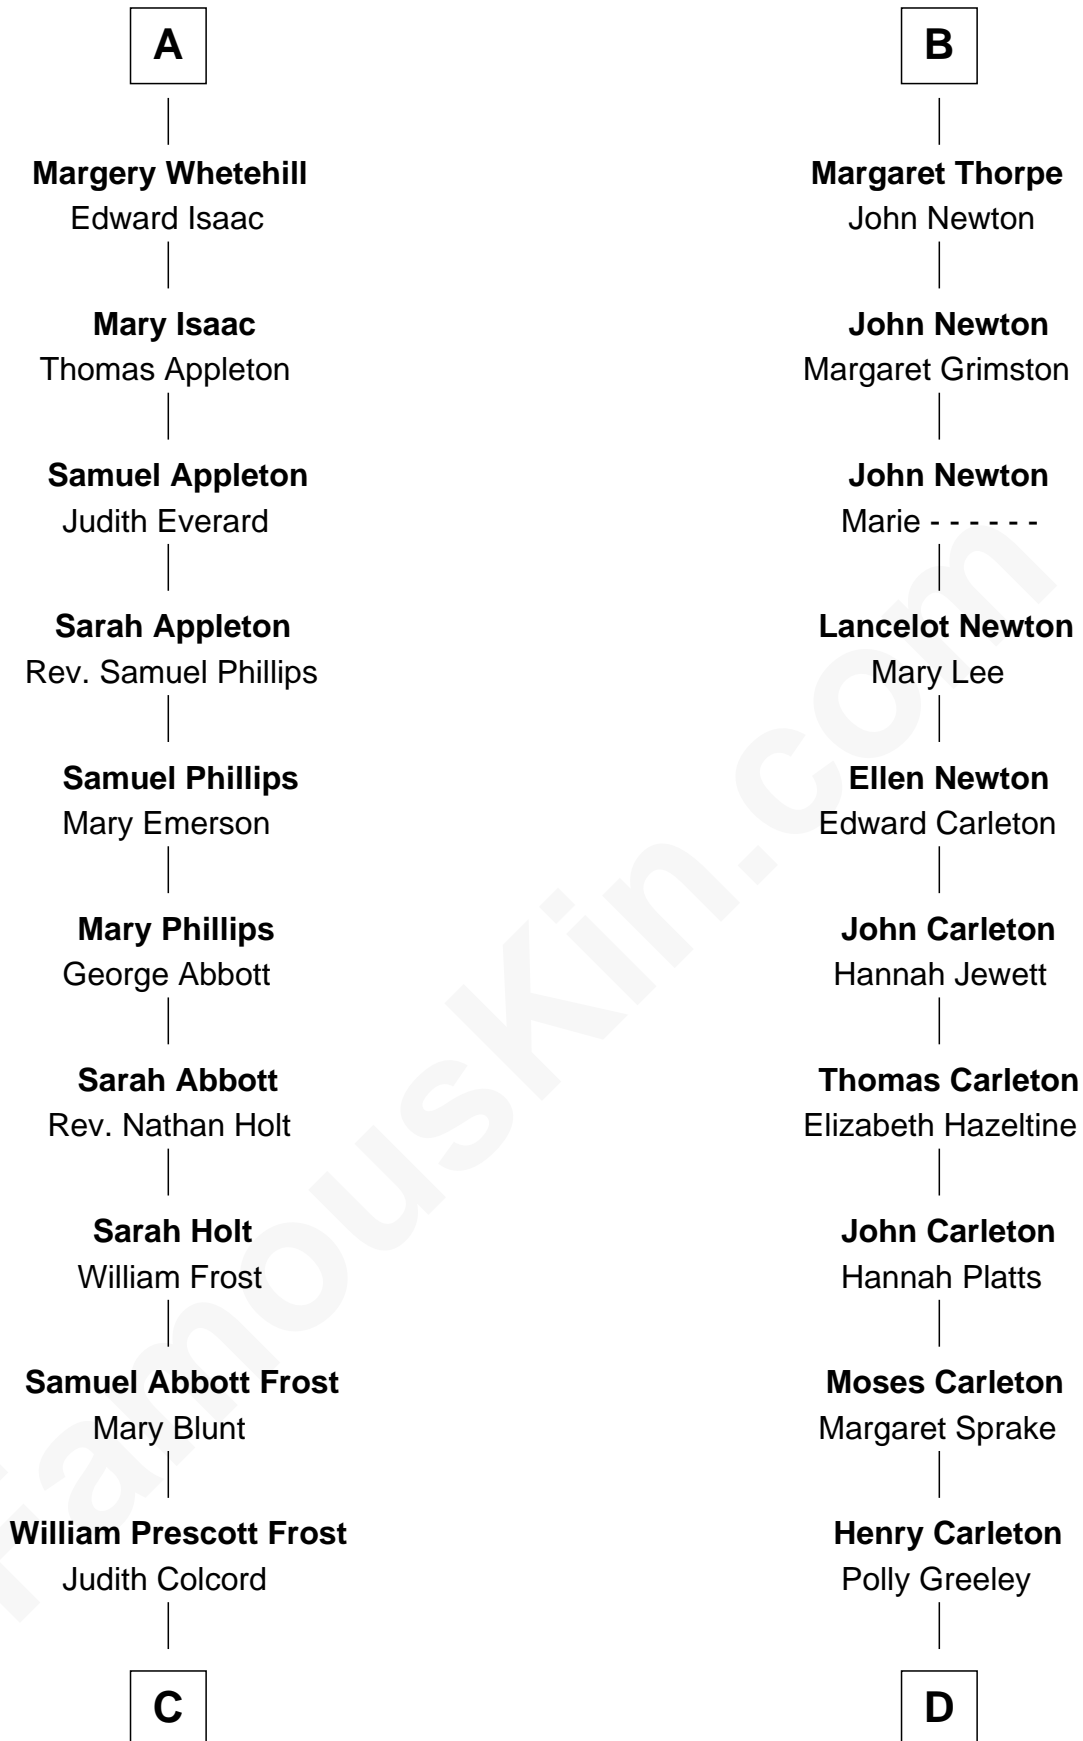 A
Margery Whetehill
Edward Isaac
Mary Isaac
Thomas Appleton
Samuel Appleton
Judith Everard
Sarah Appleton
Rev. Samuel Phillips
Samuel Phillips
Mary Emerson
Mary Phillips
George Abbott
Sarah Abbott
Rev. Nathan Holt
Sarah Holt
William Frost
Samuel Abbott Frost
Mary Blunt
William Prescott Frost
Judith Colcord
C
B
Margaret Thorpe
John Newton
John Newton
Margaret Grimston
John Newton
Marie - - - - - -
Lancelot Newton
Mary Lee
Ellen Newton
Edward Carleton
John Carleton
Hannah Jewett
Thomas Carleton
Elizabeth Hazeltine
John Carleton
Hannah Platts
Moses Carleton
Margaret Sprake
Henry Carleton
Polly Greeley
D
FamousKin.com